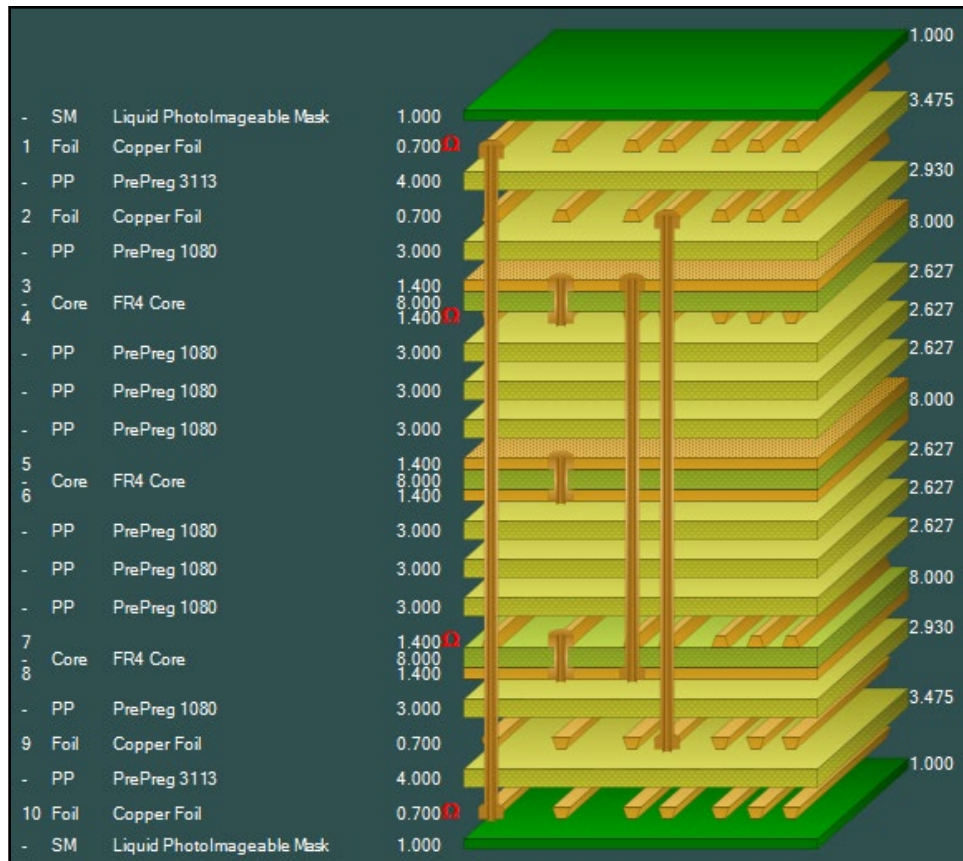 1.000
- SM Liquid PhotoImageable Mask 1.000
3.475
1 Foil Copper Foil 0.700 Ω
- PP PrePreg 3113 4.000
2.930
2 Foil Copper Foil 0.700
8.000
- PP PrePreg 1080 3.000
2.627
3 1.400
- Core FR4 Core 8.000
4 1.400 Ω
2.627
- PP PrePreg 1080 3.000
2.627
- PP PrePreg 1080 3.000
8.000
- PP PrePreg 1080 3.000
2.627
5 1.400
- Core FR4 Core 8.000
6 1.400
2.627
- PP PrePreg 1080 3.000
2.627
- PP PrePreg 1080 3.000
8.000
- PP PrePreg 1080 3.000
2.930
7 1.400 Ω
- Core FR4 Core 8.000
8 1.400
3.475
- PP PrePreg 1080 3.000
9 Foil Copper Foil 0.700
1.000
- PP PrePreg 3113 4.000
10 Foil Copper Foil 0.700 Ω
- SM Liquid PhotoImageable Mask 1.000